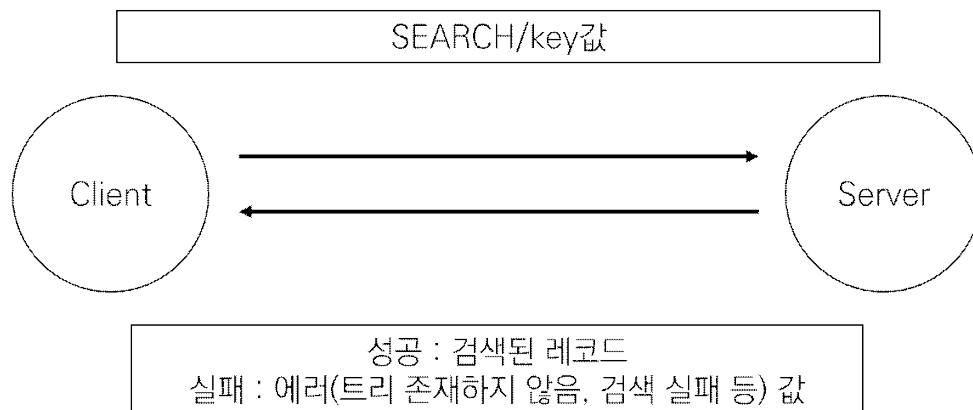 SEARCH/key값
Client
Server
성공 : 검색된 레코드
실패 : 에러(트리 존재하지 않음, 검색 실패 등) 값